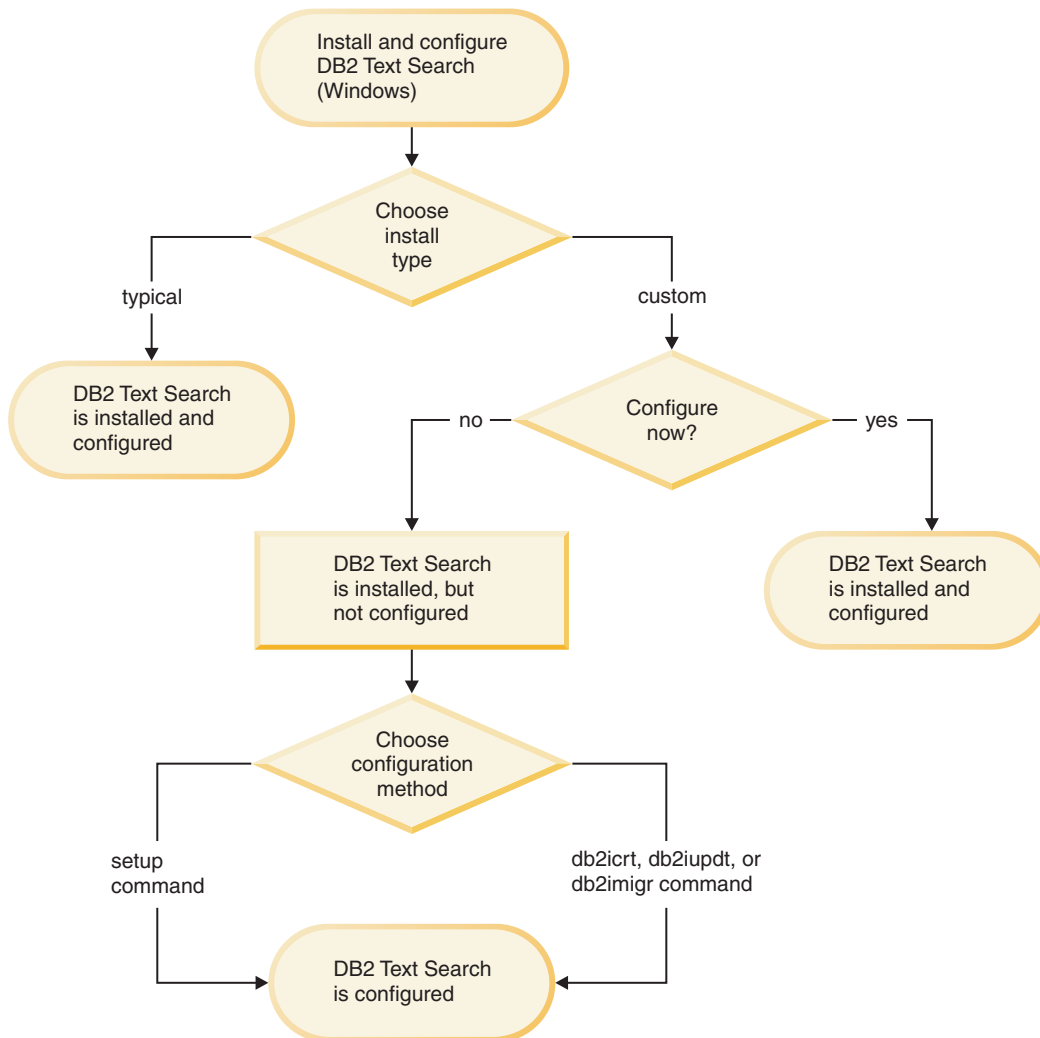 Install and configure
DB2 Text Search
(Windows)
Choose
install
type
typical
custom
DB2 Text Search
is installed and
configured
no
Configure
now?
yes
DB2 Text Search
is installed, but
not configured
DB2 Text Search
is installed and
configured
Choose
configuration
method
setup
command
db2icrt, db2iupdt, or
db2imigr command
DB2 Text Search
is configured